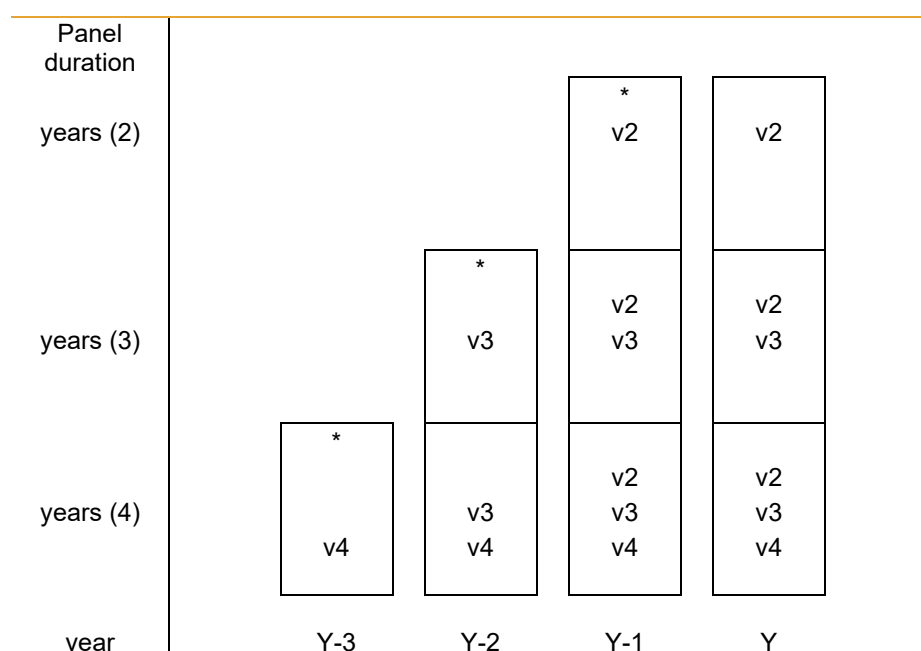 Panel
duration
*
years (2) v2 v2
*
v2 v2
years (3) v3 v3 v3
*
v2 v2
years (4) v3 v3 v3
v4 v4 v4 v4
year Y-3 Y-2 Y-1 Y